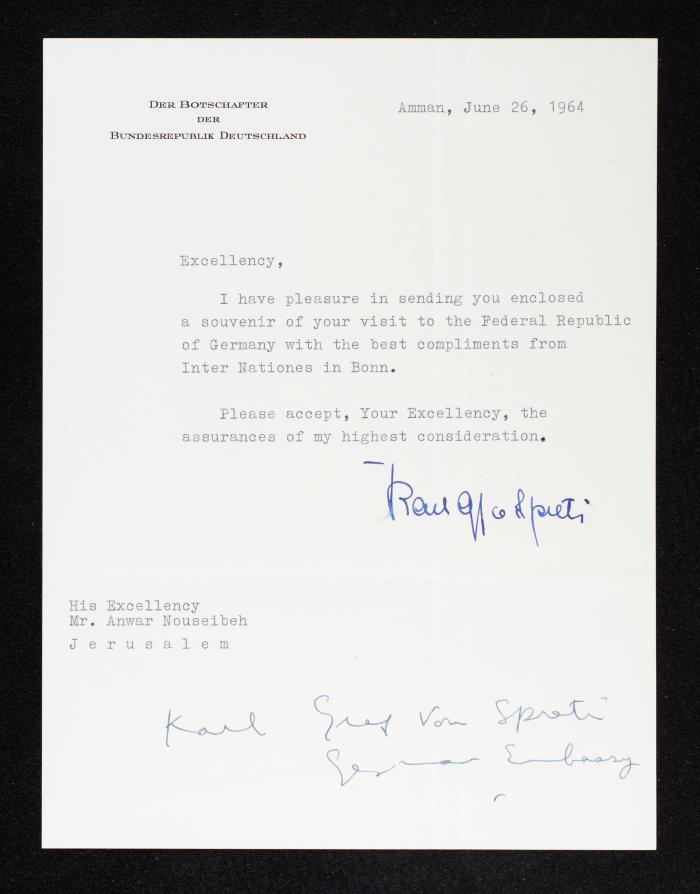 DER BOTSCHAFTER
DER
BUNDESREPUBLIK DEUTSCHLAND
Amman, June 26, 1964
Excellency,
I have pleasure in sending you enclosed
a souvenir of your visit to the Federal Republic
of Germany with the best compliments from
Inter Nationes in Bonn.
Please accept, Your Excellency, the
assurances of my highest consideration.
Karl Spreti
His Excellency
Mr. Anwar Nouseibeh
J e r u s a l e m
Karl Graf Von Spreti
German Embassy